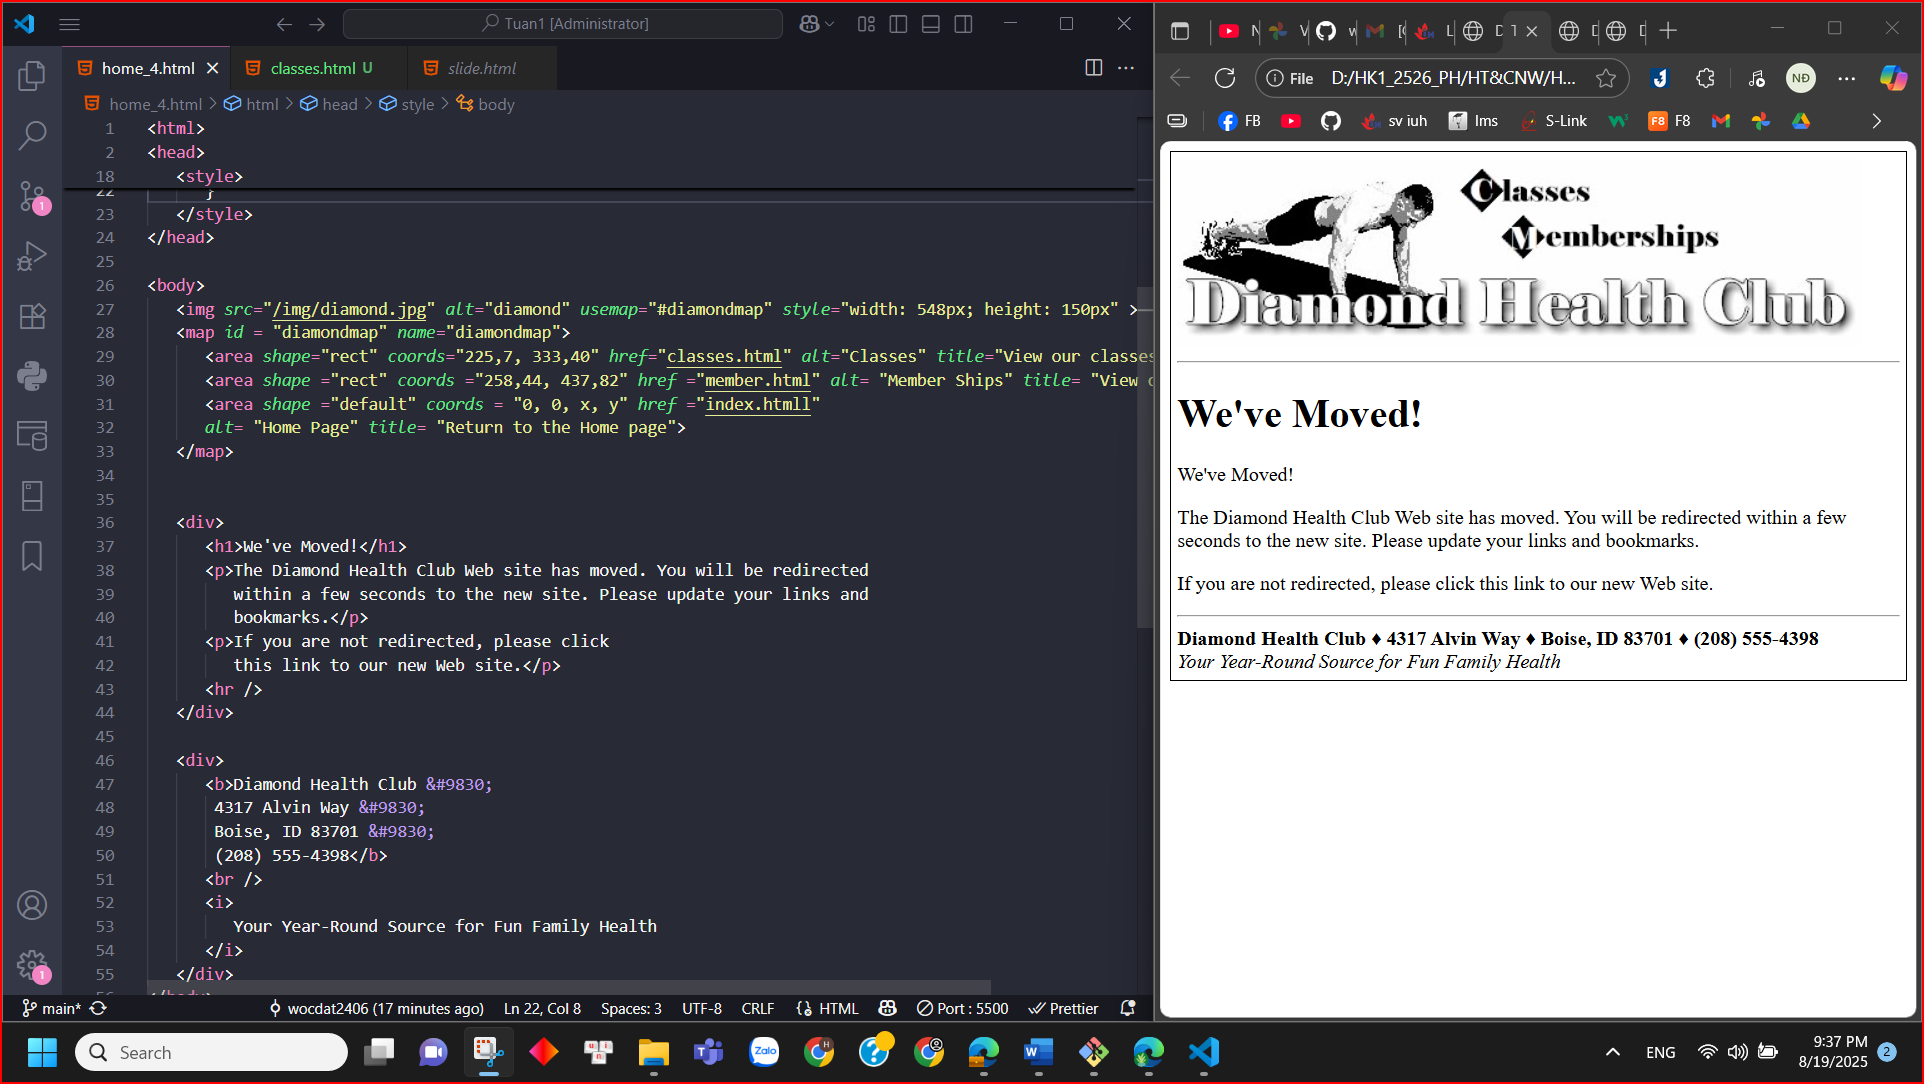 Tuan1 [Administrator]
home_4.html
classes.html U
slide.html
home_4.html > html > head > style > body
1 <html>
2 <head>
18 <style>
22 }
23 </style>
24 </head>
25
26 <body>
27 <img src="/img/diamond.jpg" alt="diamond" usemap="#diamondmap" style="width: 548px; height: 150px" >
28 <map id = "diamondmap" name="diamondmap">
29 <area shape="rect" coords="225,7, 333,40" href="classes.html" alt="Classes" title="View our classes
30 <area shape ="rect" coords ="258,44, 437,82" href ="member.html" alt= "Member Ships" title= "View
31 <area shape ="default" coords = "0, 0, x, y" href ="index.htmll"
32 alt= "Home Page" title= "Return to the Home page">
33 </map>
34
35
36 <div>
37 <h1>We've Moved!</h1>
38 <p>The Diamond Health Club Web site has moved. You will be redirected
39 within a few seconds to the new site. Please update your links and
40 bookmarks.</p>
41 <p>If you are not redirected, please click
42 this link to our new Web site.</p>
43 <hr />
44 </div>
45
46 <div>
47 <b>Diamond Health Club &#9830;
48 4317 Alvin Way &#9830;
49 Boise, ID 83701 &#9830;
50 (208) 555-4398</b>
51 <br />
52 <i>
53 Your Year-Round Source for Fun Family Health
54 </i>
55 </div>
1
1
main*
wocdat2406 (17 minutes ago)
Ln 22, Col 8
Spaces: 3
UTF-8
CRLF
HTML
Port : 5500
Prettier
File D:/HK1_2526_PH/HT&CNW/H...
NĐ
FB
sv iuh
lms
S-Link
F8 F8
Classes
Memberships
Diamond Health Club
We've Moved!
We've Moved!
The Diamond Health Club Web site has moved. You will be redirected within a few
seconds to the new site. Please update your links and bookmarks.
If you are not redirected, please click this link to our new Web site.
Diamond Health Club ♦ 4317 Alvin Way ♦ Boise, ID 83701 ♦ (208) 555-4398
Your Year-Round Source for Fun Family Health
Search
Zalo
ENG
9:37 PM
8/19/2025
2